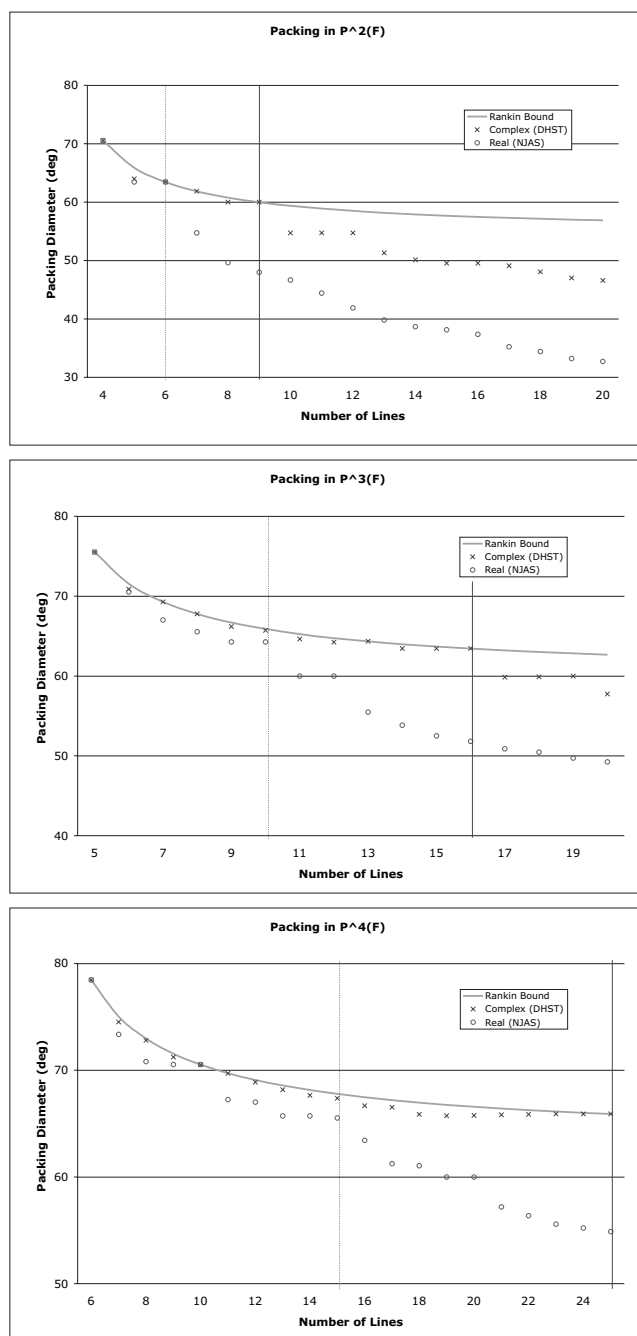 Packing in P^2(F)
80
70
60
50
40
30
Packing Diameter (deg)
Rankin Bound
Complex (DHST)
Real (NJAS)
4 6 8 10 12 14 16 18 20
Number of Lines
Packing in P^3(F)
80
70
60
50
40
Packing Diameter (deg)
Rankin Bound
Complex (DHST)
Real (NJAS)
5 7 9 11 13 15 17 19
Number of Lines
Packing in P^4(F)
80
70
60
50
Packing Diameter (deg)
Rankin Bound
Complex (DHST)
Real (NJAS)
6 8 10 12 14 16 18 20 22 24
Number of Lines